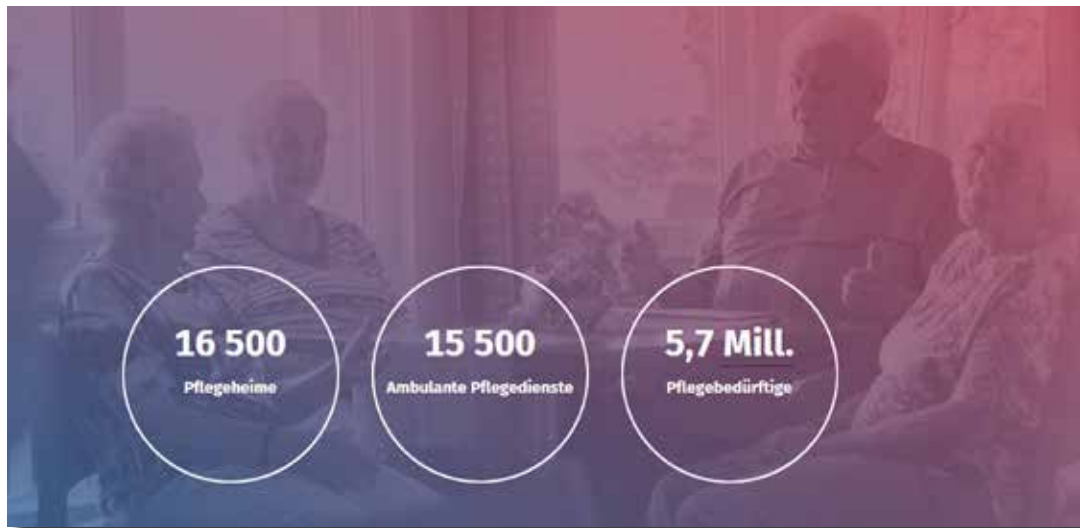 16 500
Pflegeheime
15 500
Ambulante Pflegedienste
5,7 Mill.
Pflegebedürftige